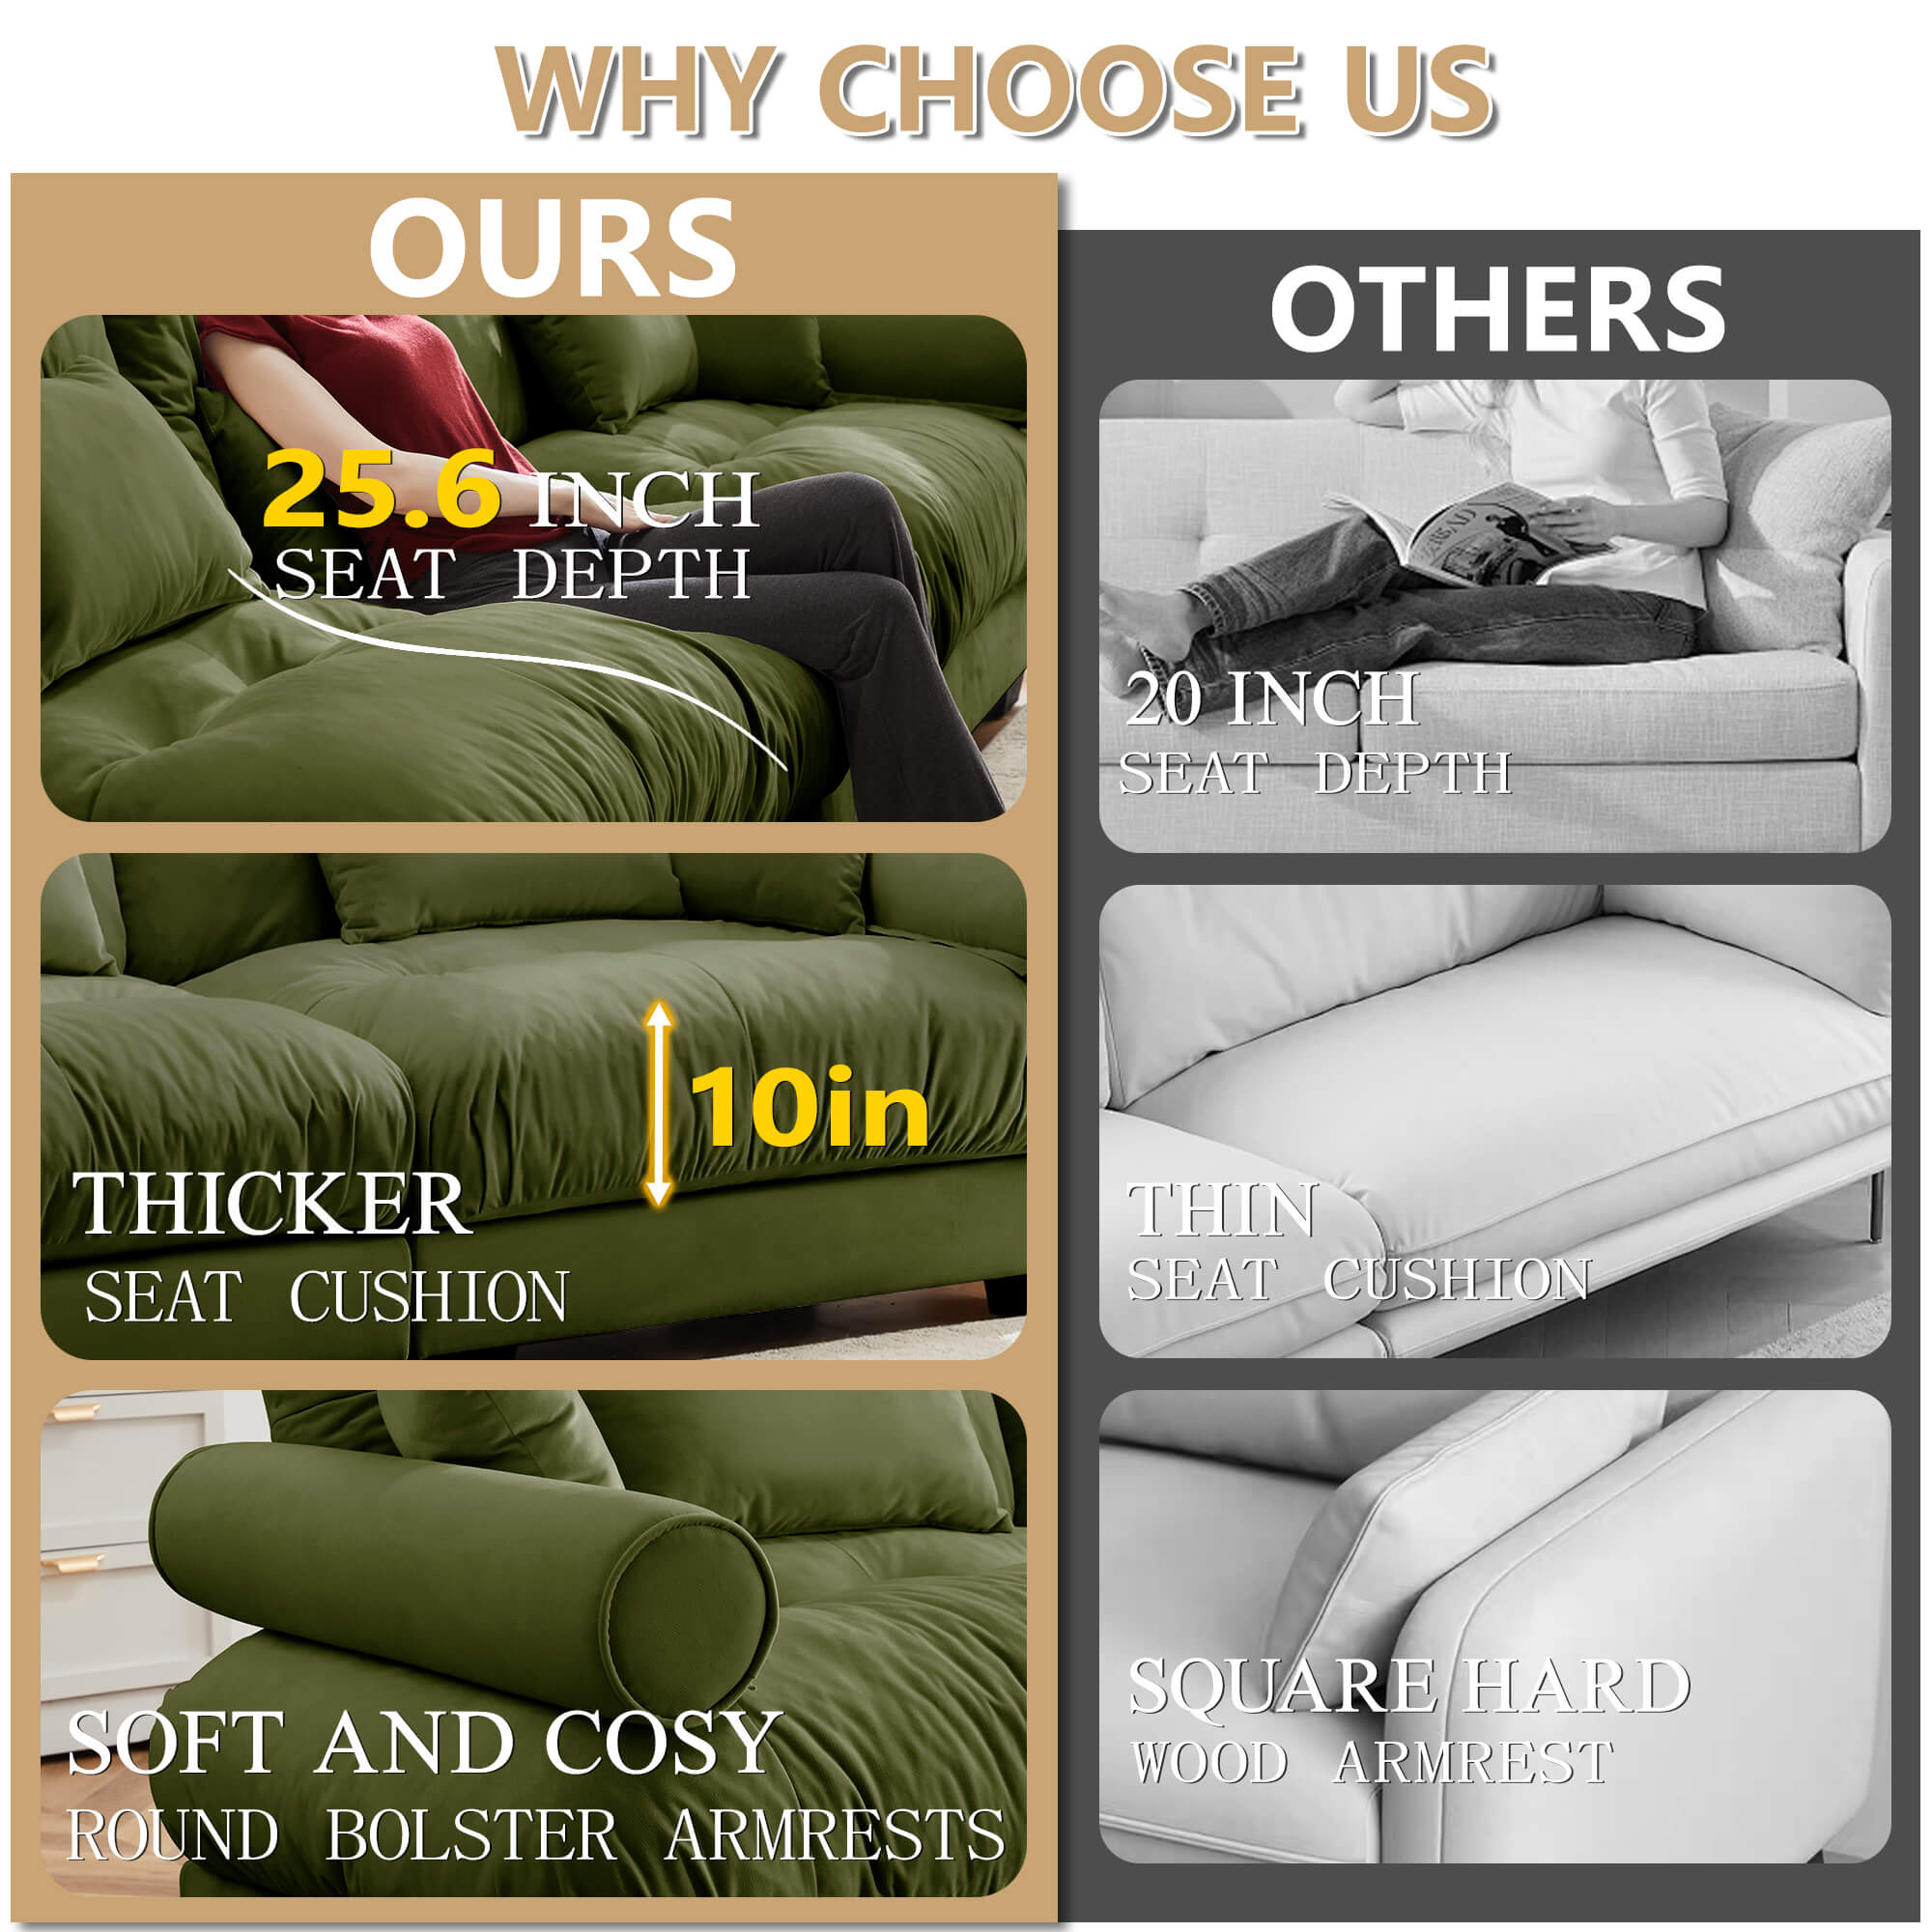 WHY CHOOSE US
OURS
25.6 INCH
SEAT DEPTH
10in
THICKER
SEAT CUSHION
SOFT AND COSY
ROUND BOLSTER ARMRESTS
OTHERS
20 INCH
SEAT DEPTH
THIN
SEAT CUSHION
SQUARE HARD
WOOD ARMREST